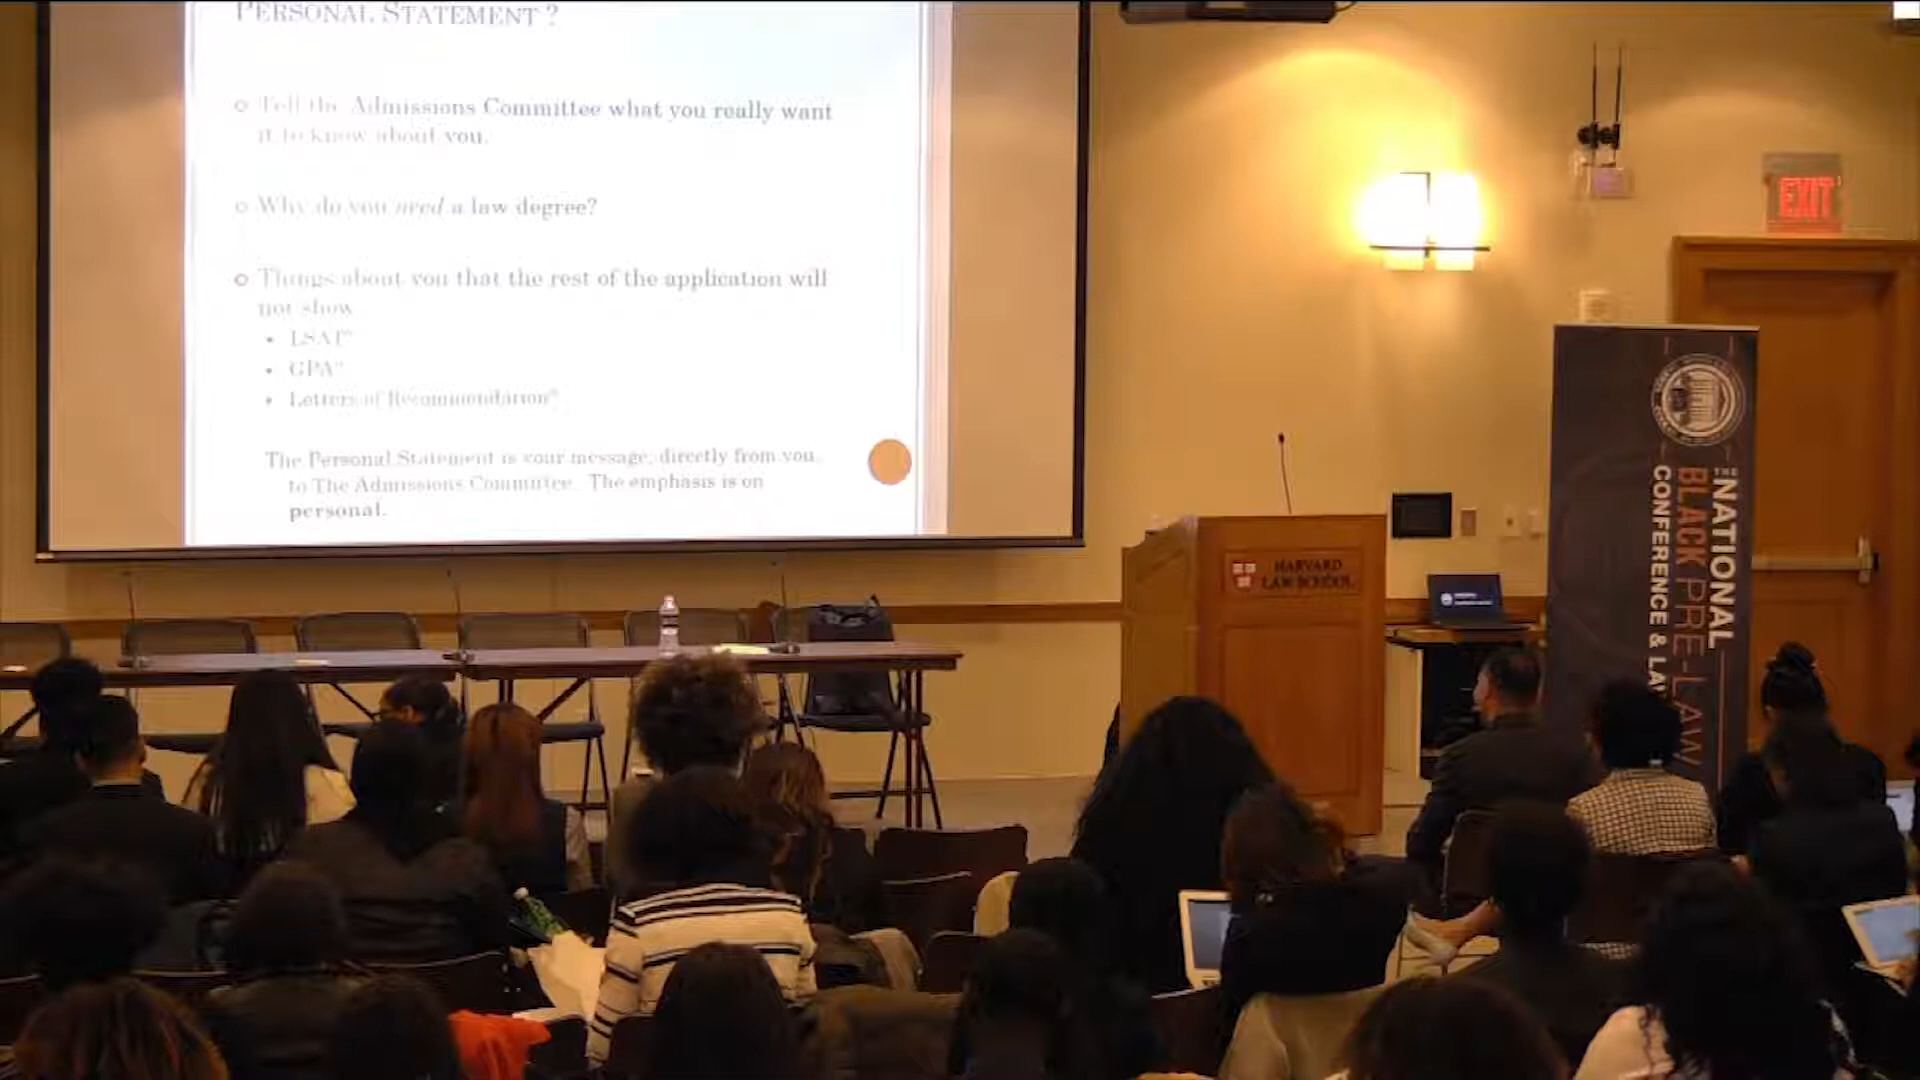 PERSONAL STATEMENT?
Tell the Admissions Committee what you really want
it to know about you.
Why do you need a law degree?
Things about you that the rest of the application will
not show
LSAT
GPA
Letters of Recommendation
The Personal Statement is your message, directly from you,
to The Admissions Committee. The emphasis is on
personal.
EXIT
HARVARD
LAW SCHOOL
THE
NATIONAL
BLACK PRE-LAW
CONFERENCE & LAW